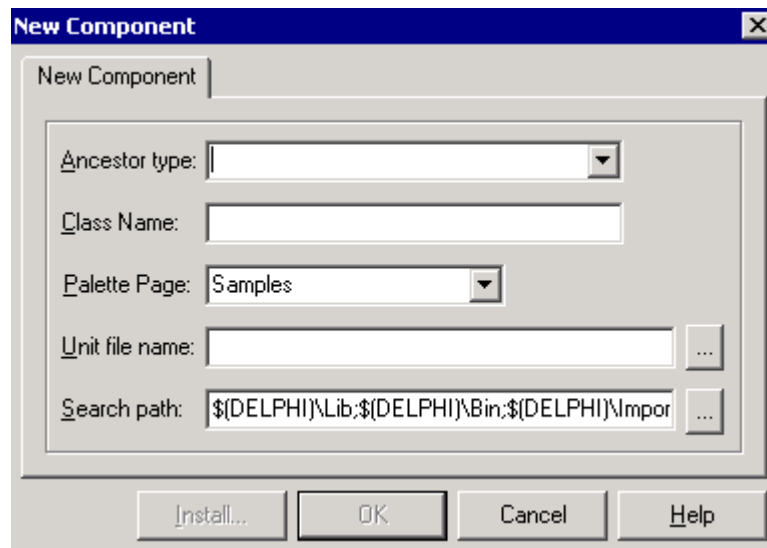 New Component
New Component
Ancestor type:
Class Name:
Palette Page: Samples
Unit file name: ...
Search path: $(DELPHI)\Lib;$(DELPHI)\Bin;$(DELPHI)\Impor ...
Install... OK Cancel Help